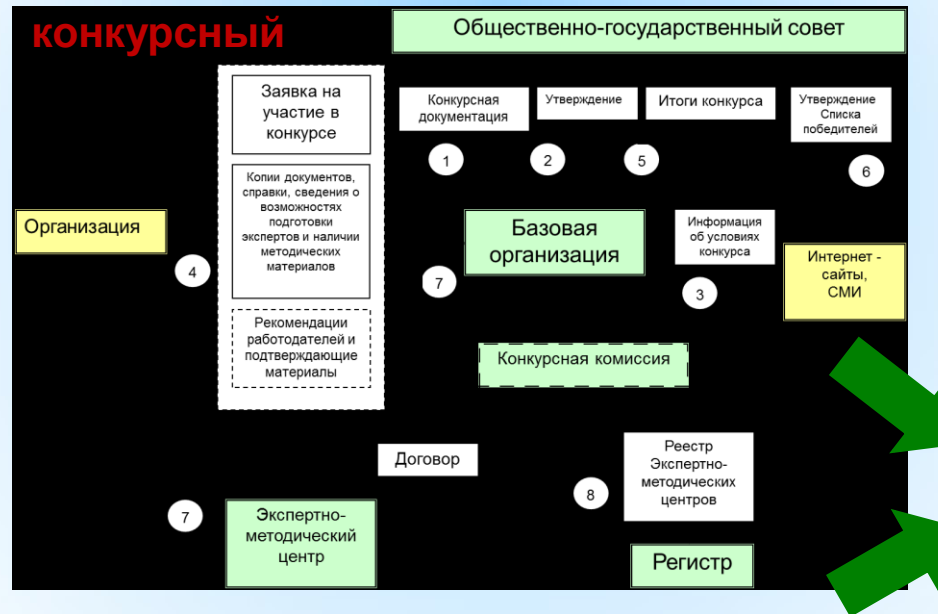 конкурсный
Общественно-государственный совет
Заявка на
участие в
конкурсе
Конкурсная
документация
Утверждение
Итоги конкурса
Утверждение
Списка
победителей
1
2
5
6
Копии документов,
справки, сведения о
возможностях
подготовки
экспертов и наличии
методических
материалов
Организация
4
Базовая
организация
7
Информация
об условиях
конкурса
3
Интернет -
сайты,
СМИ
Рекомендации
работодателей и
подтверждающие
материалы
Конкурсная комиссия
Договор
Реестр
Экспертно-
методических
центров
8
7
Экспертно-
методический
центр
Регистр